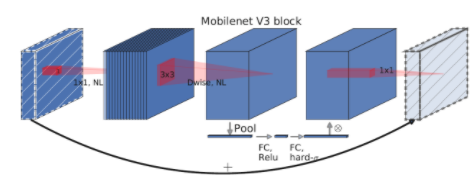 Mobilenet V3 block
1x1, NL
3x3
Dwise, NL
1x1
Pool
⊗
FC,
Relu
FC,
hard-σ
+